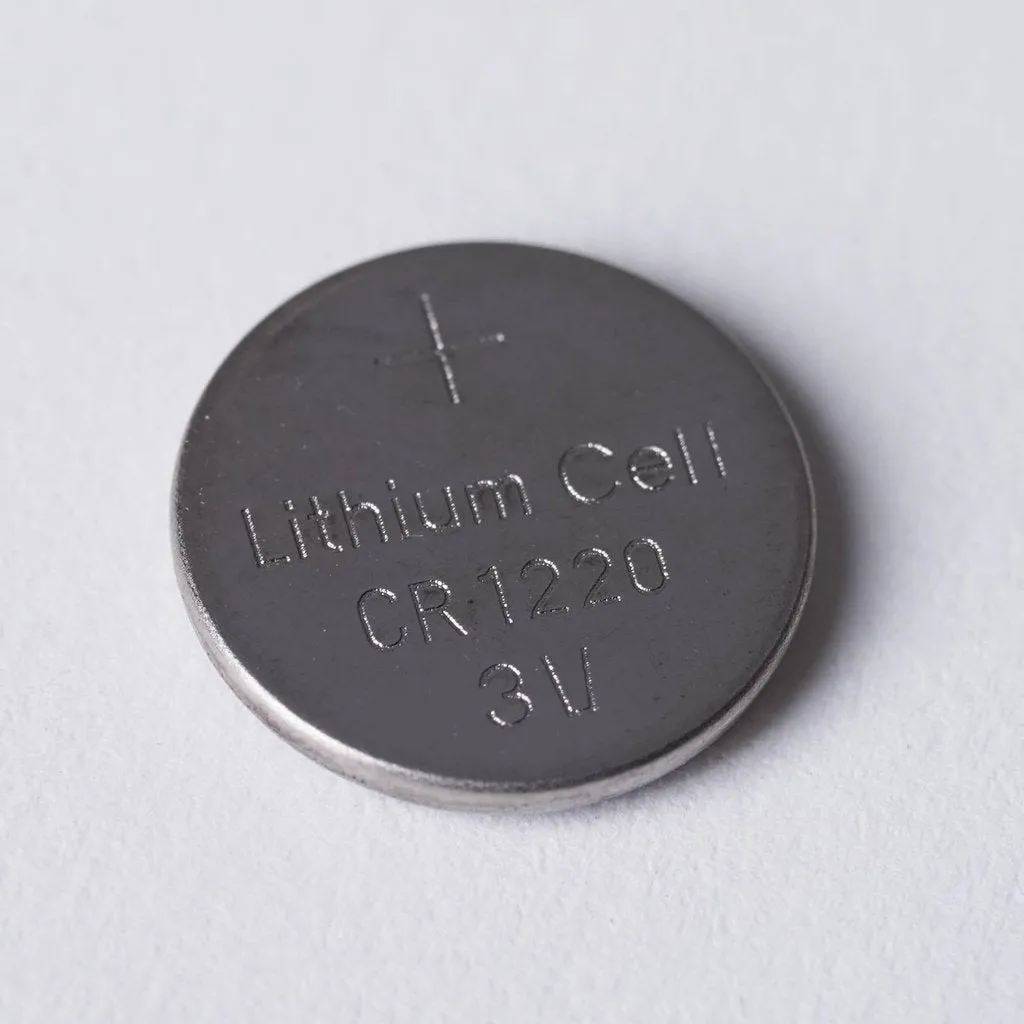 +
Lithium Cell
CR1220
3V